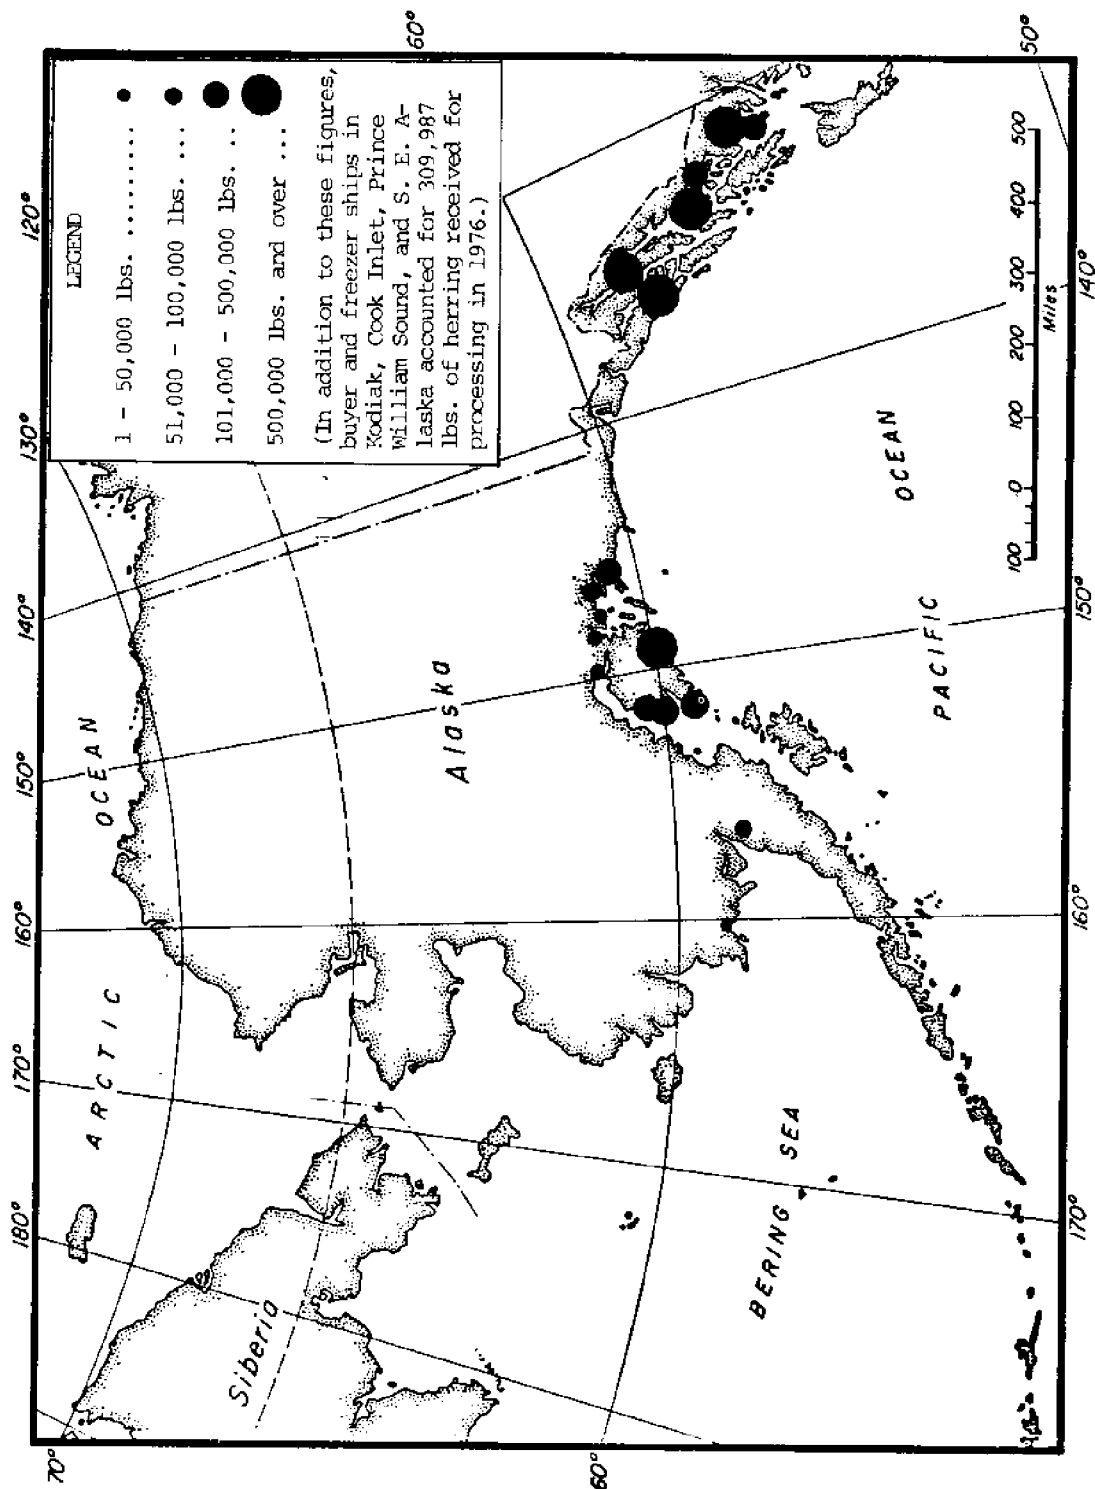 LEGEND
1 - 50,000 lbs. ..........
51,000 - 100,000 lbs. ...
101,000 - 500,000 lbs. ..
500,000 lbs. and over ...
(In addition to these figures,
buyer and freezer ships in
Kodiak, Cook Inlet, Prince
William Sound, and S. E. A-
laska accounted for 309,987
lbs. of herring received for
processing in 1976.)
70°
180°
170°
160°
150°
140°
130°
120°
60°
ARCTIC OCEAN
Siberia
Alaska
BERING SEA
PACIFIC OCEAN
100 0 100 200 300 400 500
Miles
60°
170°
160°
150°
140°
50°